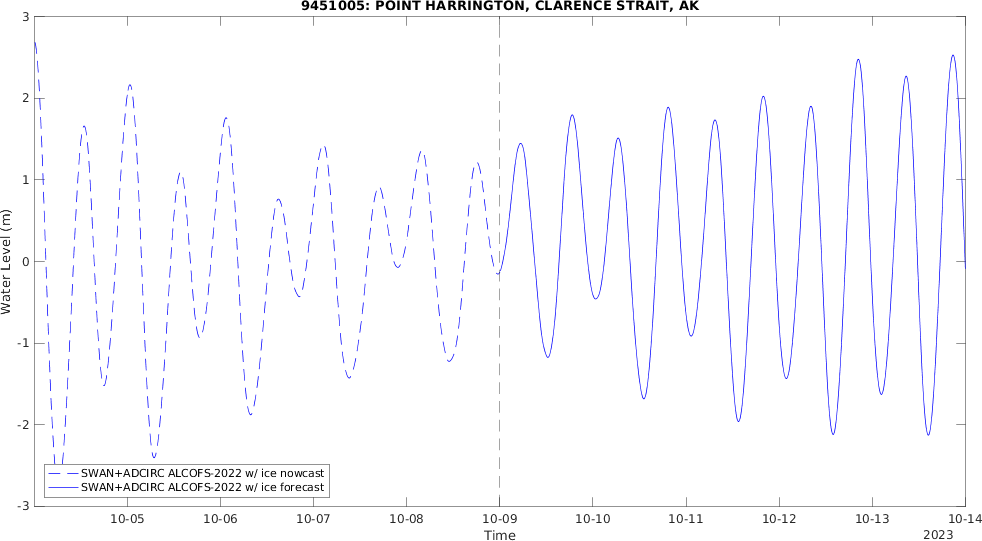 9451005: POINT HARRINGTON, CLARENCE STRAIT, AK
3
2
1
0
-1
-2
-3
Water Level (m)
SWAN+ADCIRC ALCOFS-2022 w/ ice nowcast
SWAN+ADCIRC ALCOFS-2022 w/ ice forecast
10-05 10-06 10-07 10-08 10-09 10-10 10-11 10-12 10-13 10-14
Time
2023